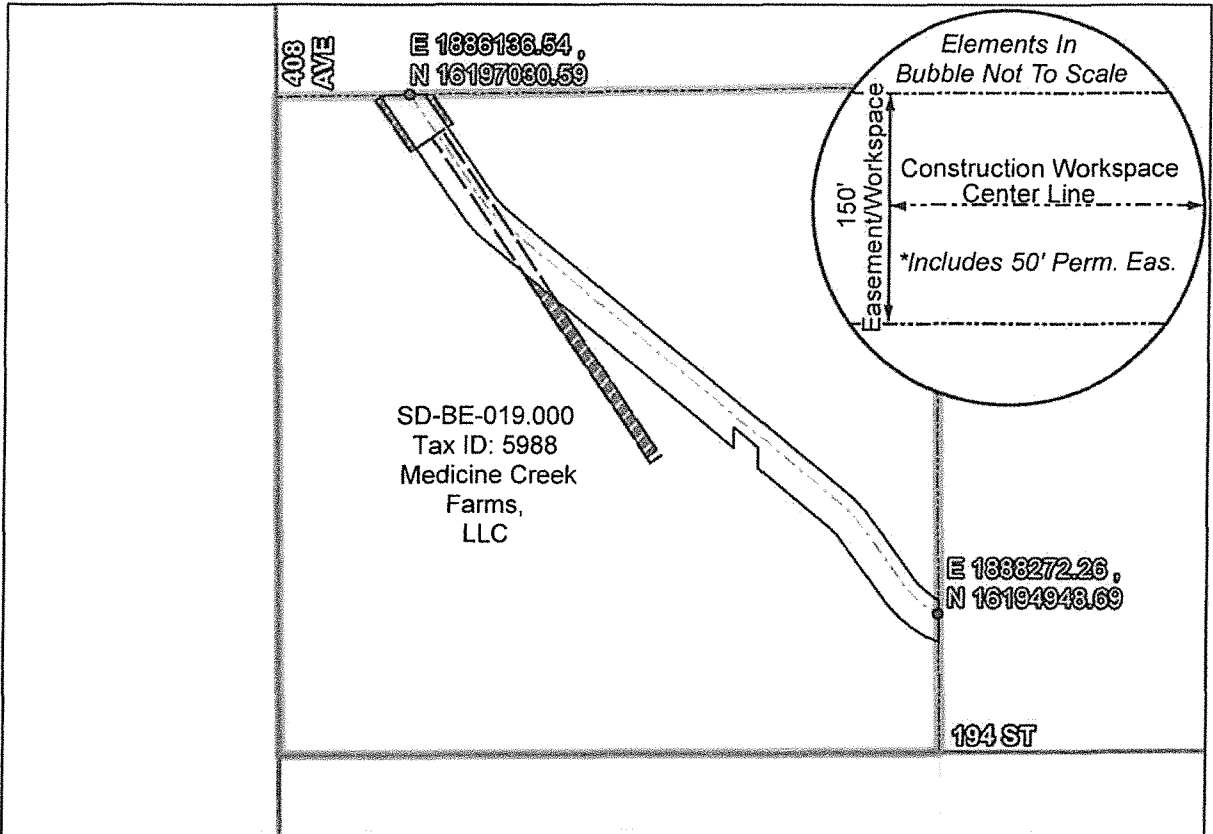 408
AVE
E 1886136.54 ,
N 16197030.59
Elements In
Bubble Not To Scale
150'
Easement/Workspace
Construction Workspace
Center Line
*Includes 50' Perm. Eas.
SD-BE-019.000
Tax ID: 5988
Medicine Creek
Farms,
LLC
E 1888272.26 ,
N 16194948.69
194 ST